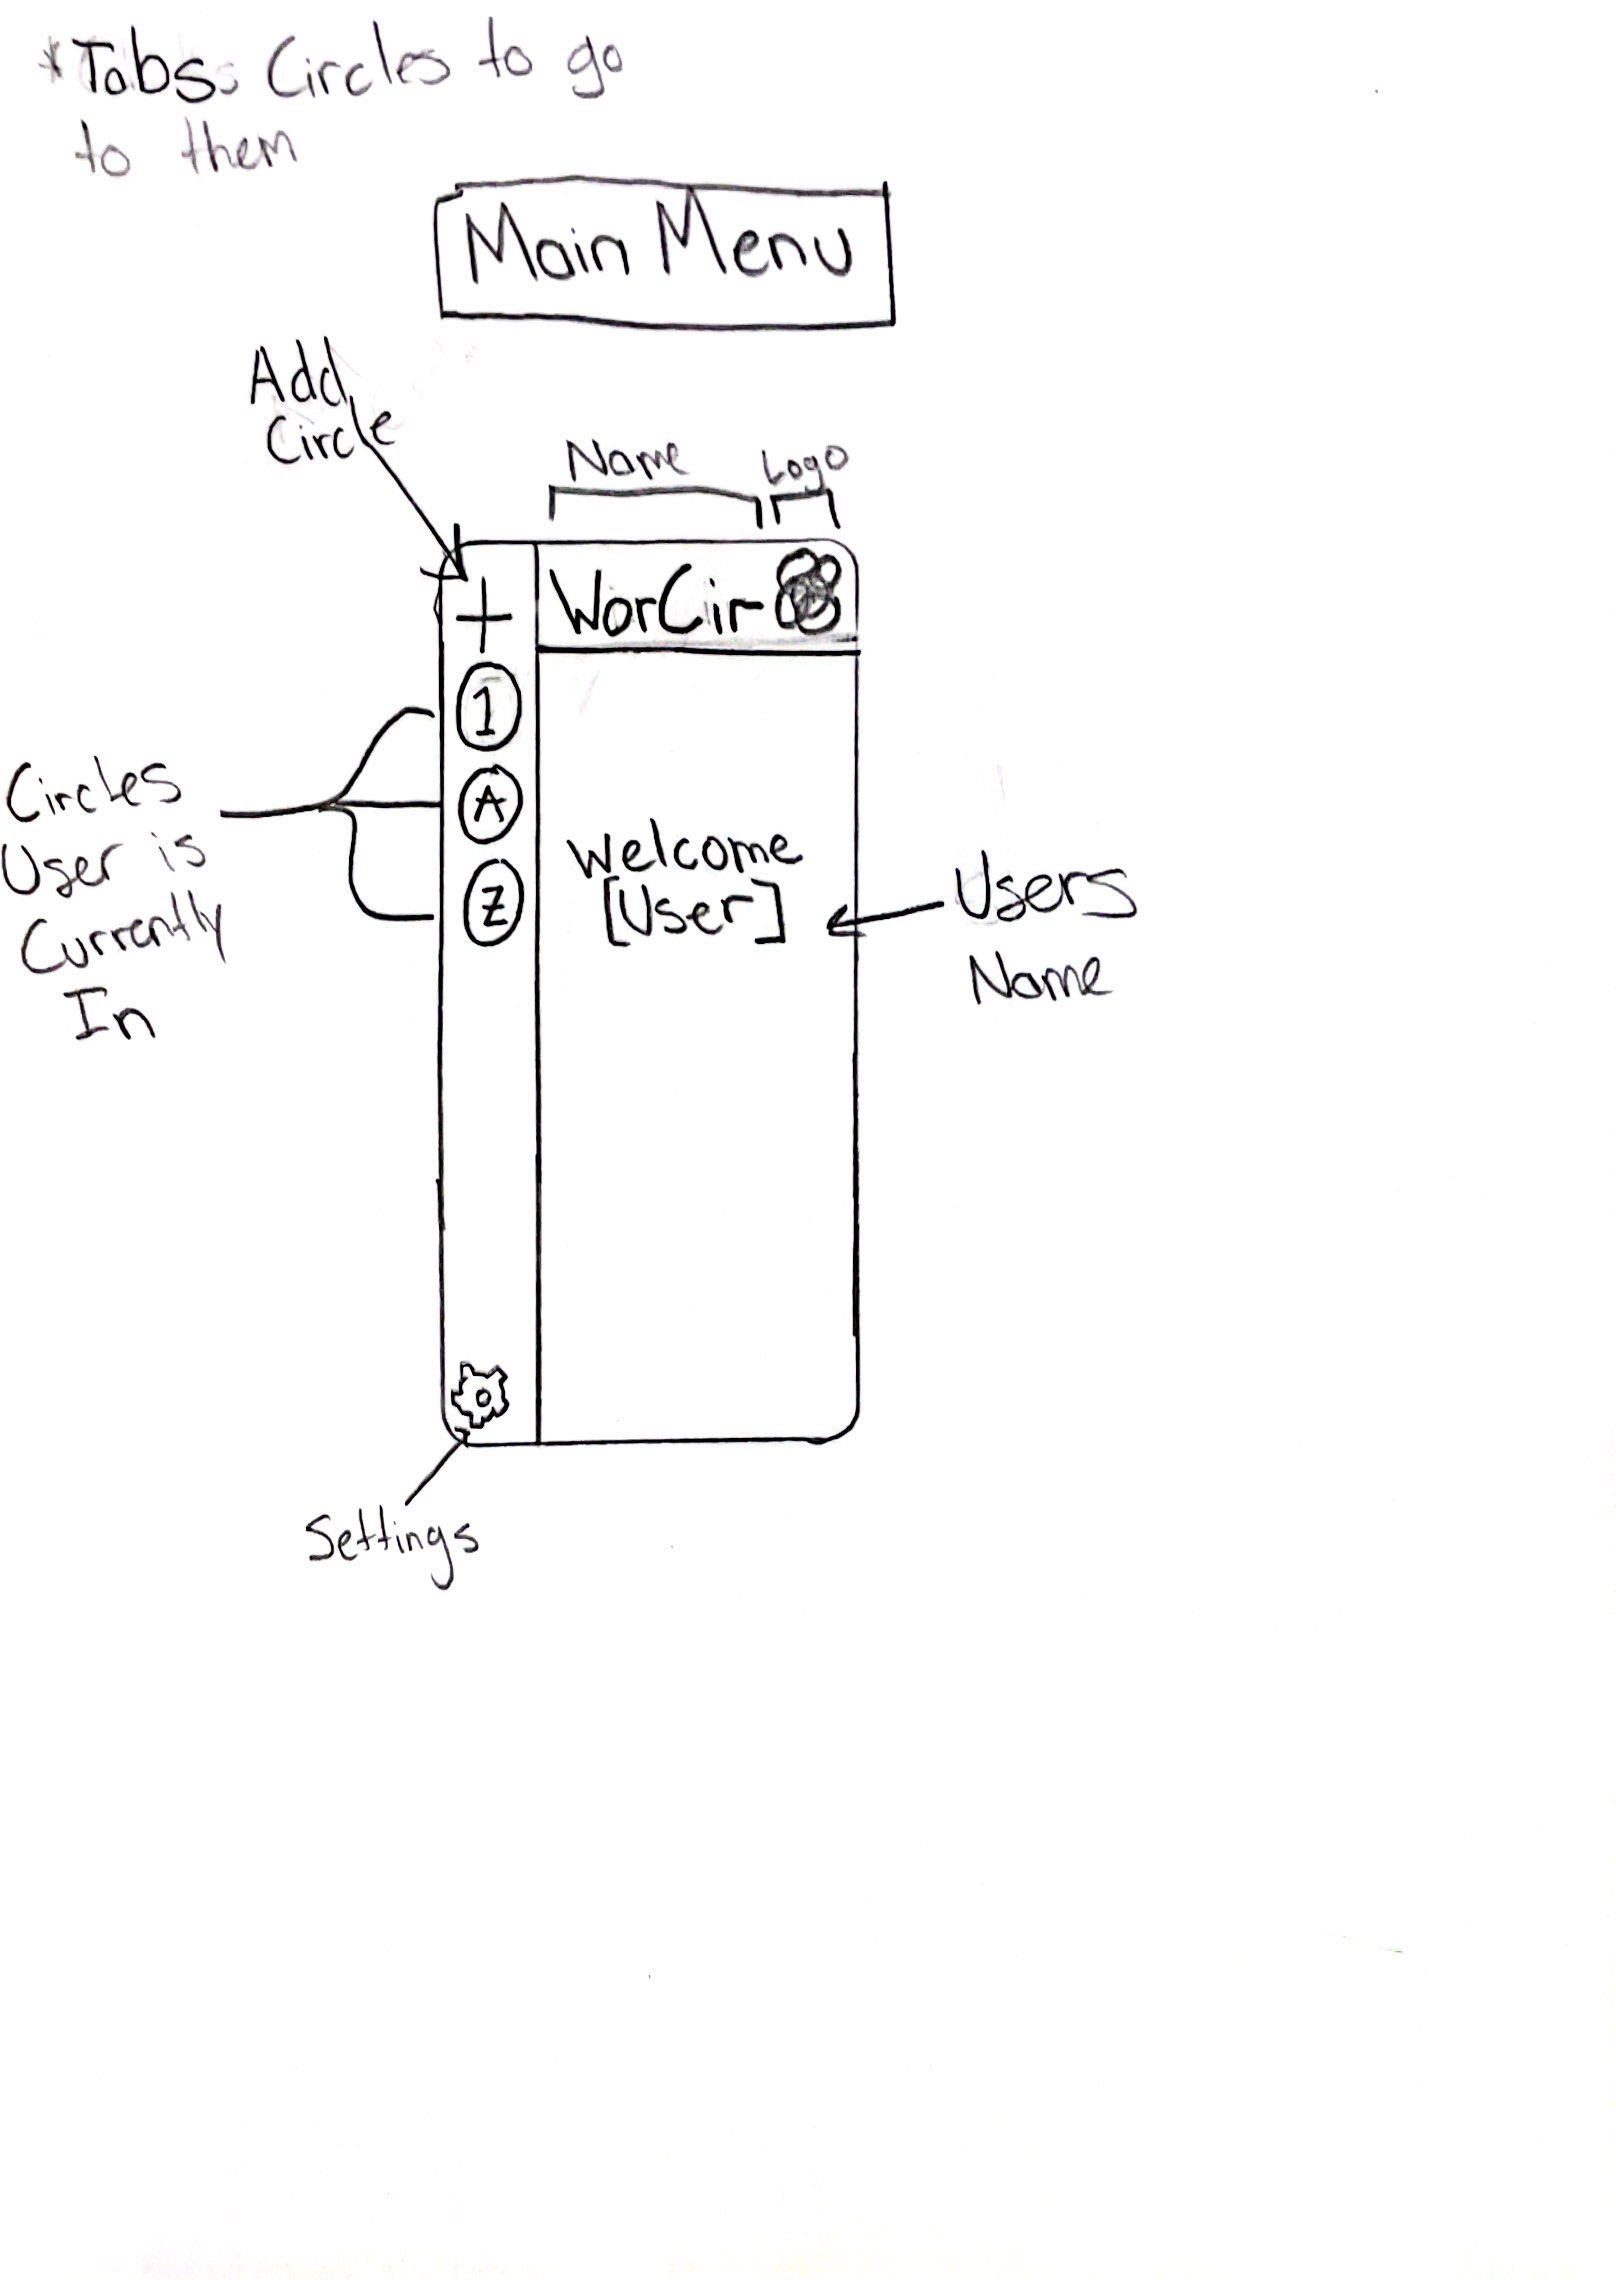 *Tabs: Circles to go
to them
Main Menu
Add
Circle
Name
Logo
+
WorCir
1
A
Z
Circles
User is
Currently
In
Welcome
[User]
Users
Name
Settings